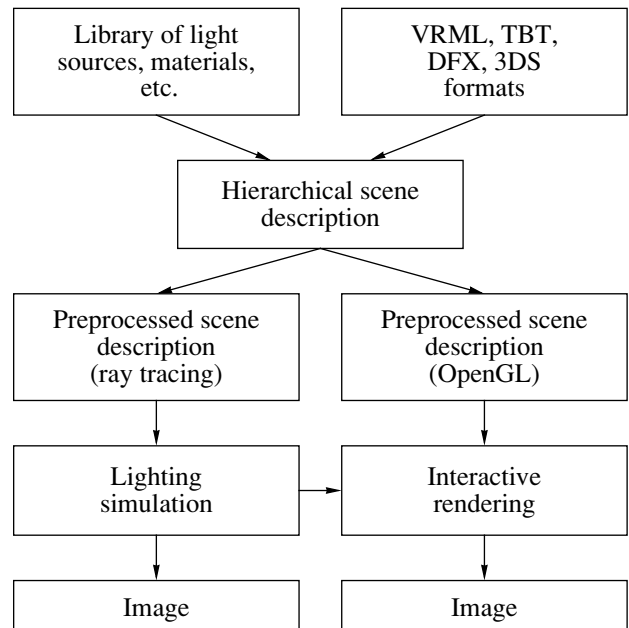 Library of light
sources, materials,
etc.
VRML, TBT,
DFX, 3DS
formats
Hierarchical scene
description
Preprocessed scene
description
(ray tracing)
Preprocessed scene
description
(OpenGL)
Lighting
simulation
Interactive
rendering
Image
Image